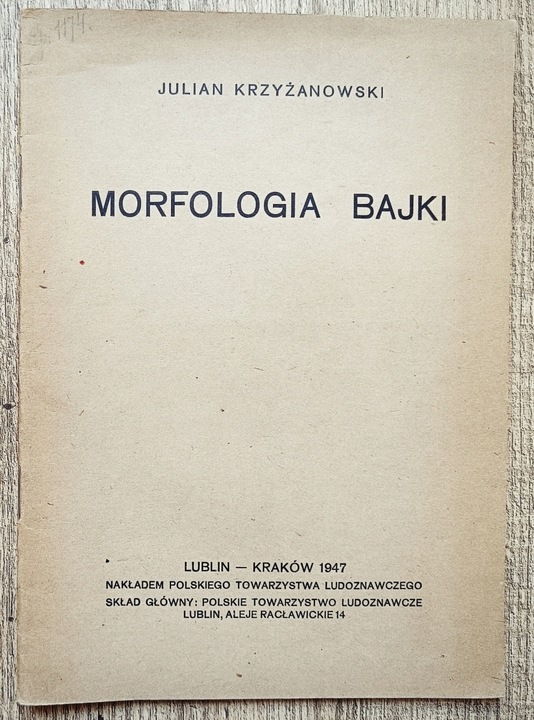 1174.
JULIAN KRZYŻANOWSKI
MORFOLOGIA BAJKI
LUBLIN — KRAKÓW 1947
NAKŁADEM POLSKIEGO TOWARZYSTWA LUDOZNAWCZEGO
SKŁAD GŁÓWNY: POLSKIE TOWARZYSTWO LUDOZNAWCZE
LUBLIN, ALEJE RACŁAWICKIE 14